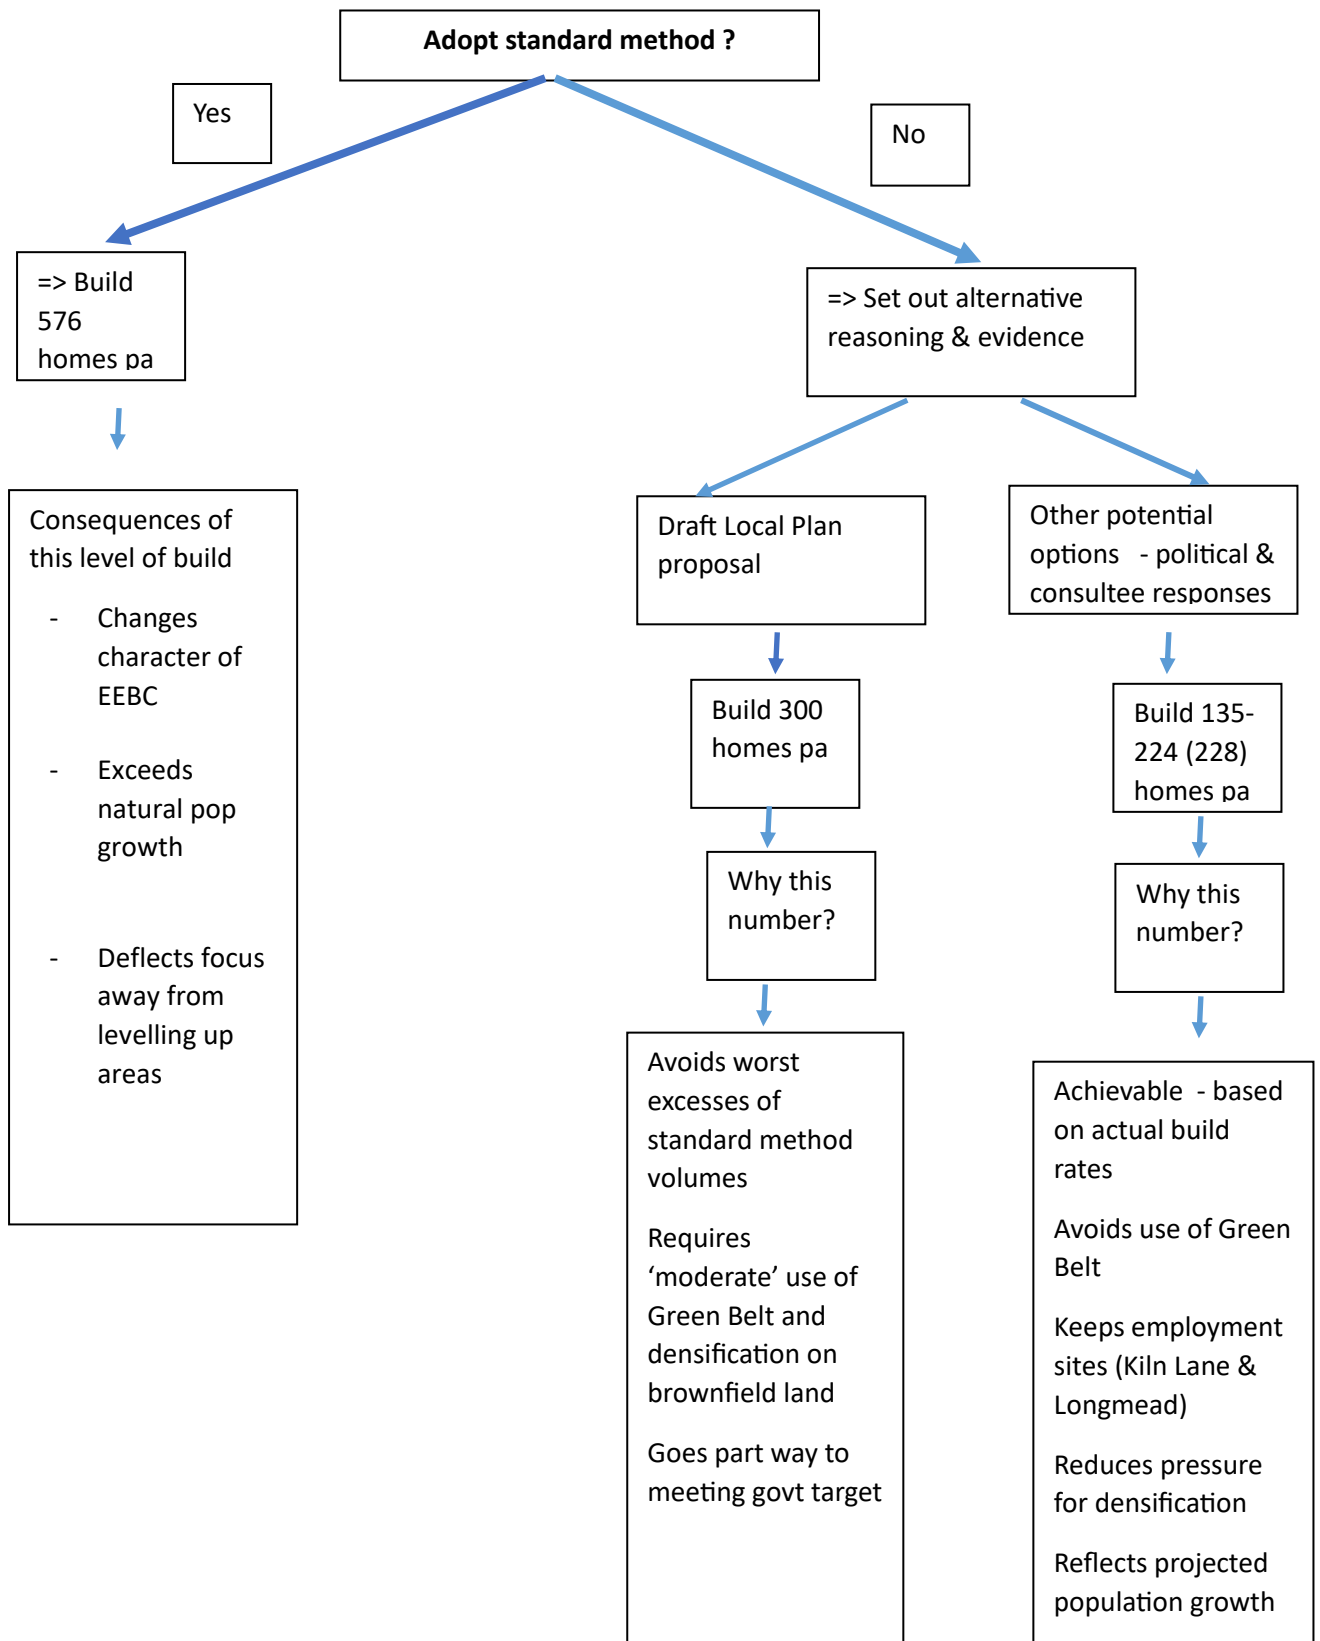 Adopt standard method ?
Yes
No
=> Build
576
homes pa
=> Set out alternative
reasoning & evidence
Consequences of
this level of build
- Changes
character of
EEBC
- Exceeds
natural pop
growth
- Deflects focus
away from
levelling up
areas
Draft Local Plan
proposal
Build 300
homes pa
Why this
number?
Avoids worst
excesses of
standard method
volumes
Requires
‘moderate’ use of
Green Belt and
densification on
brownfield land
Goes part way to
meeting govt target
Other potential
options - political &
consultee responses
Build 135-
224 (228)
homes pa
Why this
number?
Achievable - based
on actual build
rates
Avoids use of Green
Belt
Keeps employment
sites (Kiln Lane &
Longmead)
Reduces pressure
for densification
Reflects projected
population growth